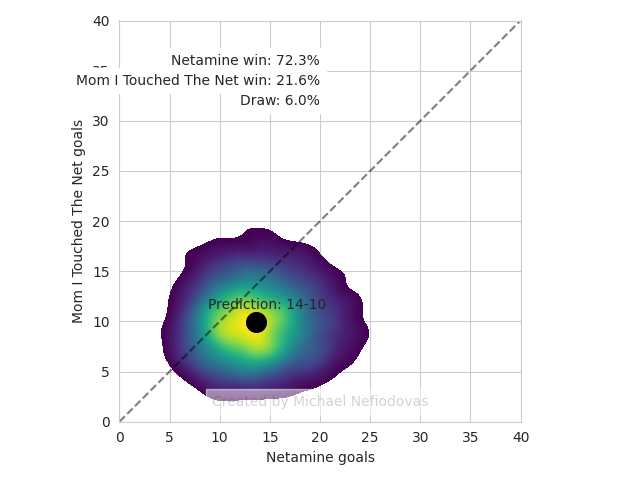 40
35
30
25
20
15
10
5
0
Mom I Touched The Net goals
Netamine win: 72.3%
Mom I Touched The Net win: 21.6%
Draw: 6.0%
Prediction: 14-10
Created by Michael Nefiodovas
0 5 10 15 20 25 30 35 40
Netamine goals